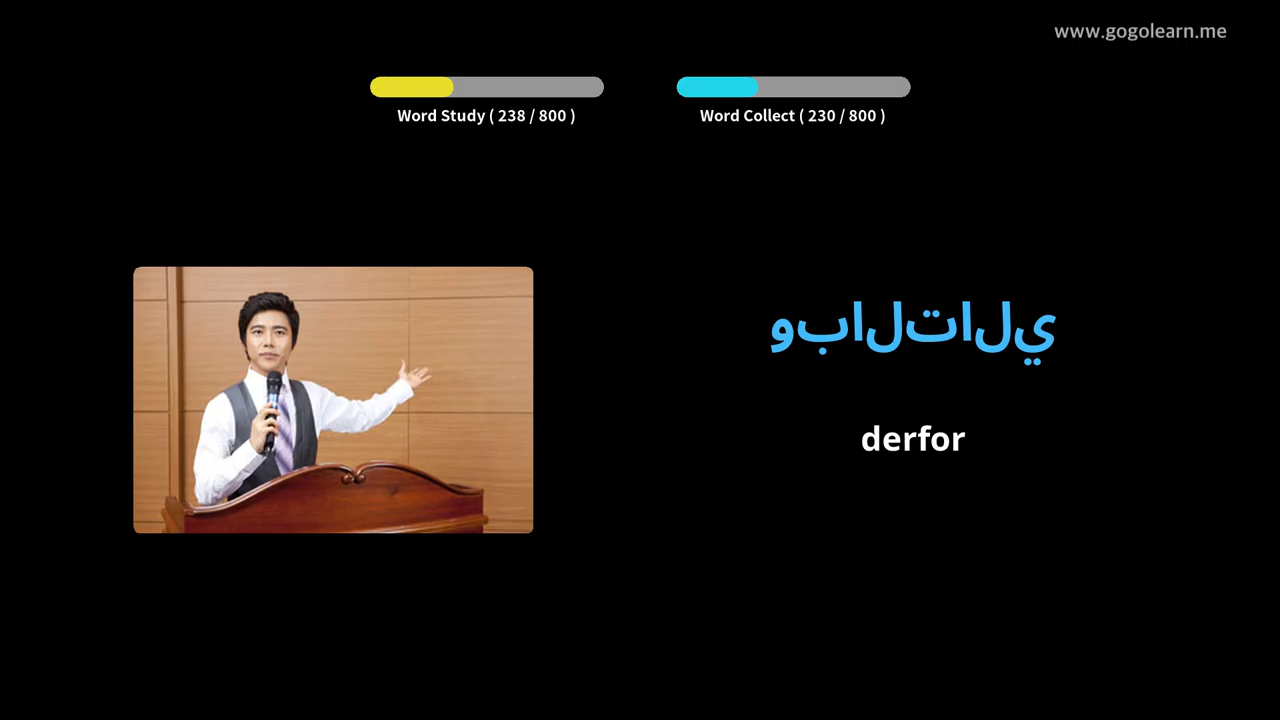 www.gogolearn.me
Word Study ( 238 / 800 )
Word Collect ( 230 / 800 )
وبالتالي
derfor